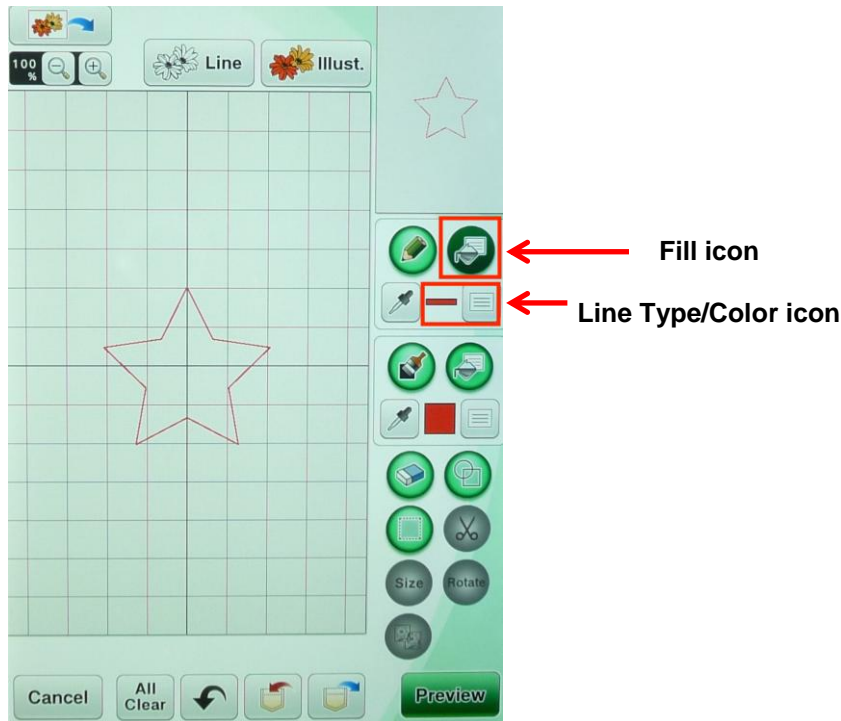 100
%
Line
Illust.
Fill icon
Line Type/Color icon
Size
Rotate
Cancel
All
Clear
Preview